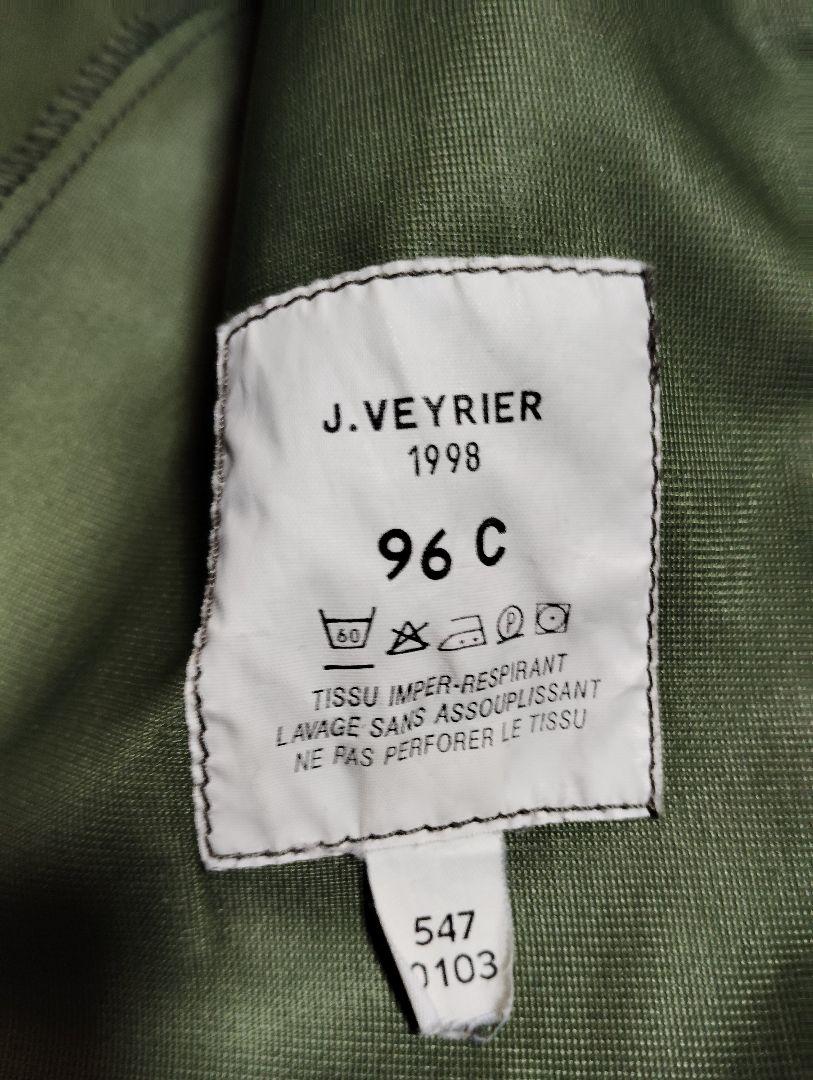 J.VEYRIER
1998
96 C
60
P
TISSU IMPER-RESPIRANT
LAVAGE SANS ASSOUPLISSANT
NE PAS PERFORER LE TISSU
547
0103